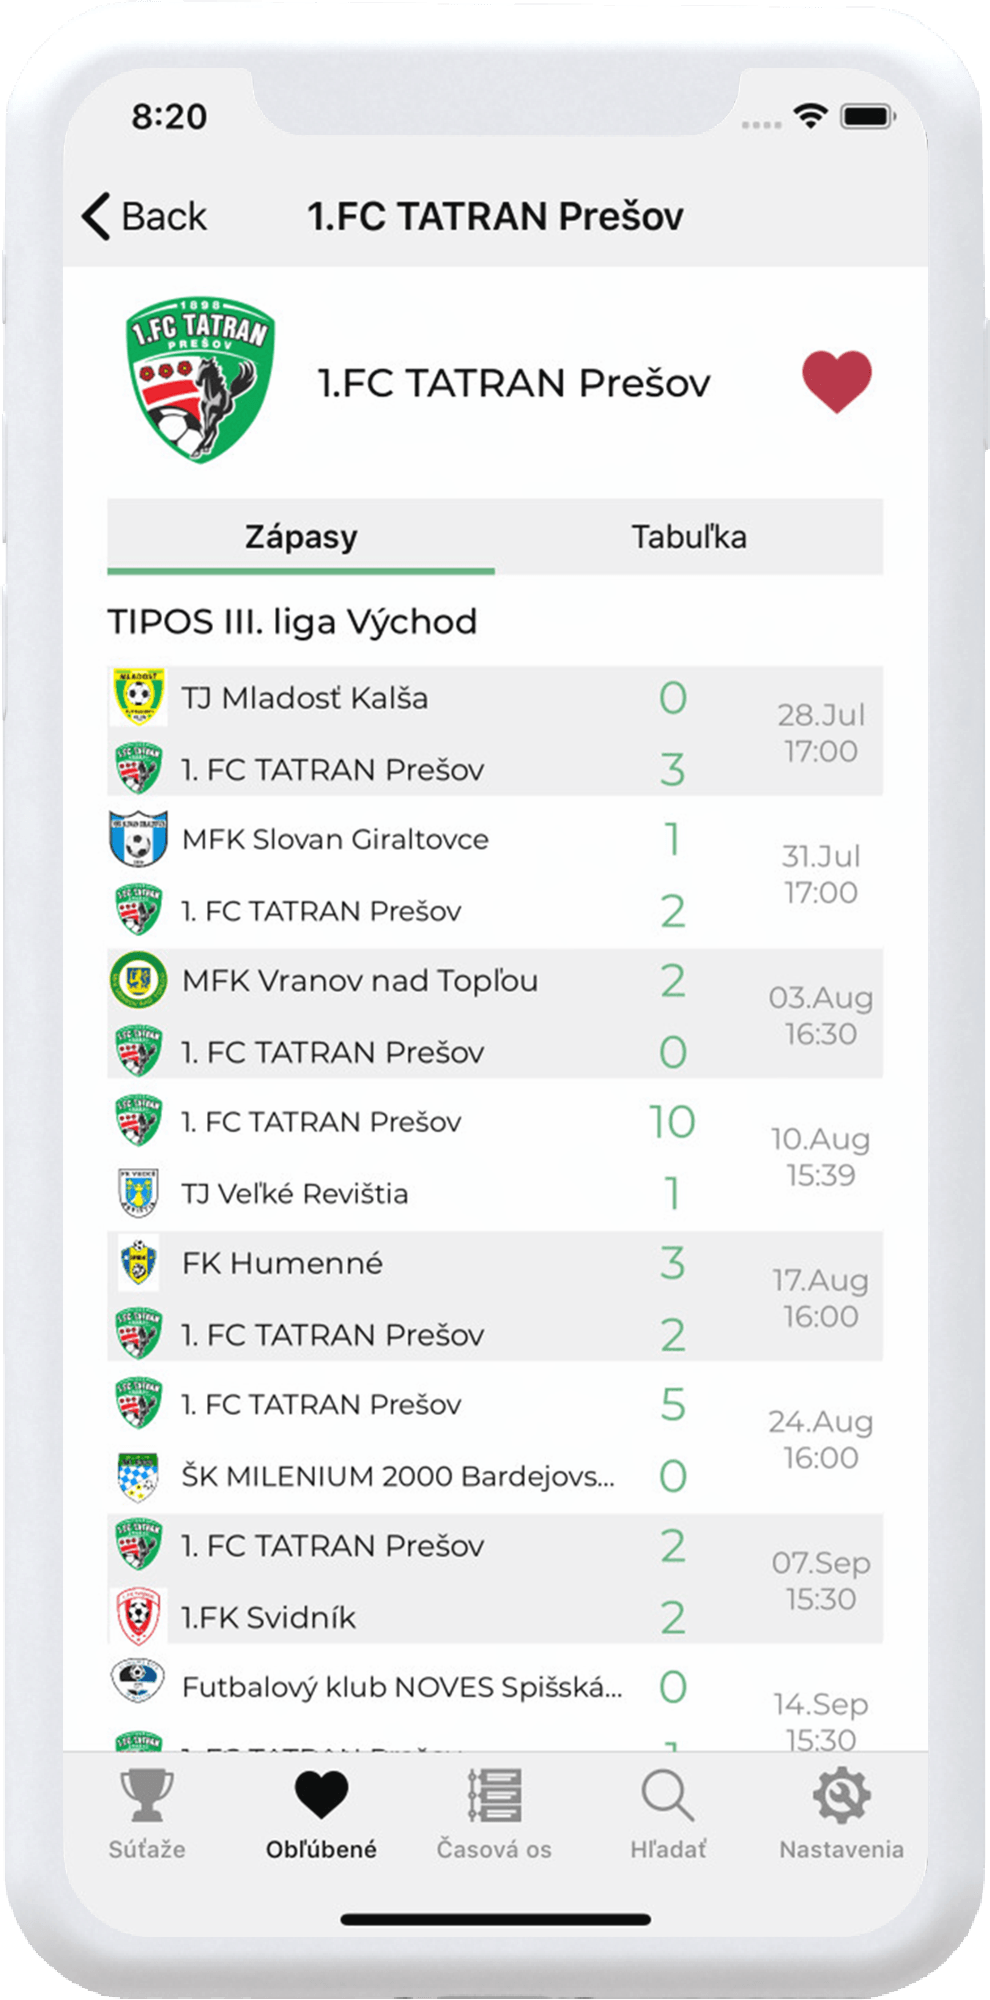 8:20
Back
1.FC TATRAN Prešov
1898
1.FC TATRAN
PREŠOV
1.FC TATRAN Prešov
Zápasy
Tabuľka
TIPOS III. liga Východ
TJ Mladosť Kalša
0
28.Jul
17:00
1. FC TATRAN Prešov
3
MFK Slovan Giraltovce
1
31.Jul
17:00
1. FC TATRAN Prešov
2
MFK Vranov nad Topľou
2
03.Aug
16:30
1. FC TATRAN Prešov
0
1. FC TATRAN Prešov
10
10.Aug
15:39
TJ Veľké Revištia
1
FK Humenné
3
17.Aug
16:00
1. FC TATRAN Prešov
2
1. FC TATRAN Prešov
5
24.Aug
16:00
ŠK MILENIUM 2000 Bardejovs...
0
1. FC TATRAN Prešov
2
07.Sep
15:30
1.FK Svidník
2
Futbalový klub NOVES Spišská...
0
14.Sep
15:30
1. FC TATRAN Prešov
1
Súťaže
Obľúbené
Časová os
Hľadať
Nastavenia